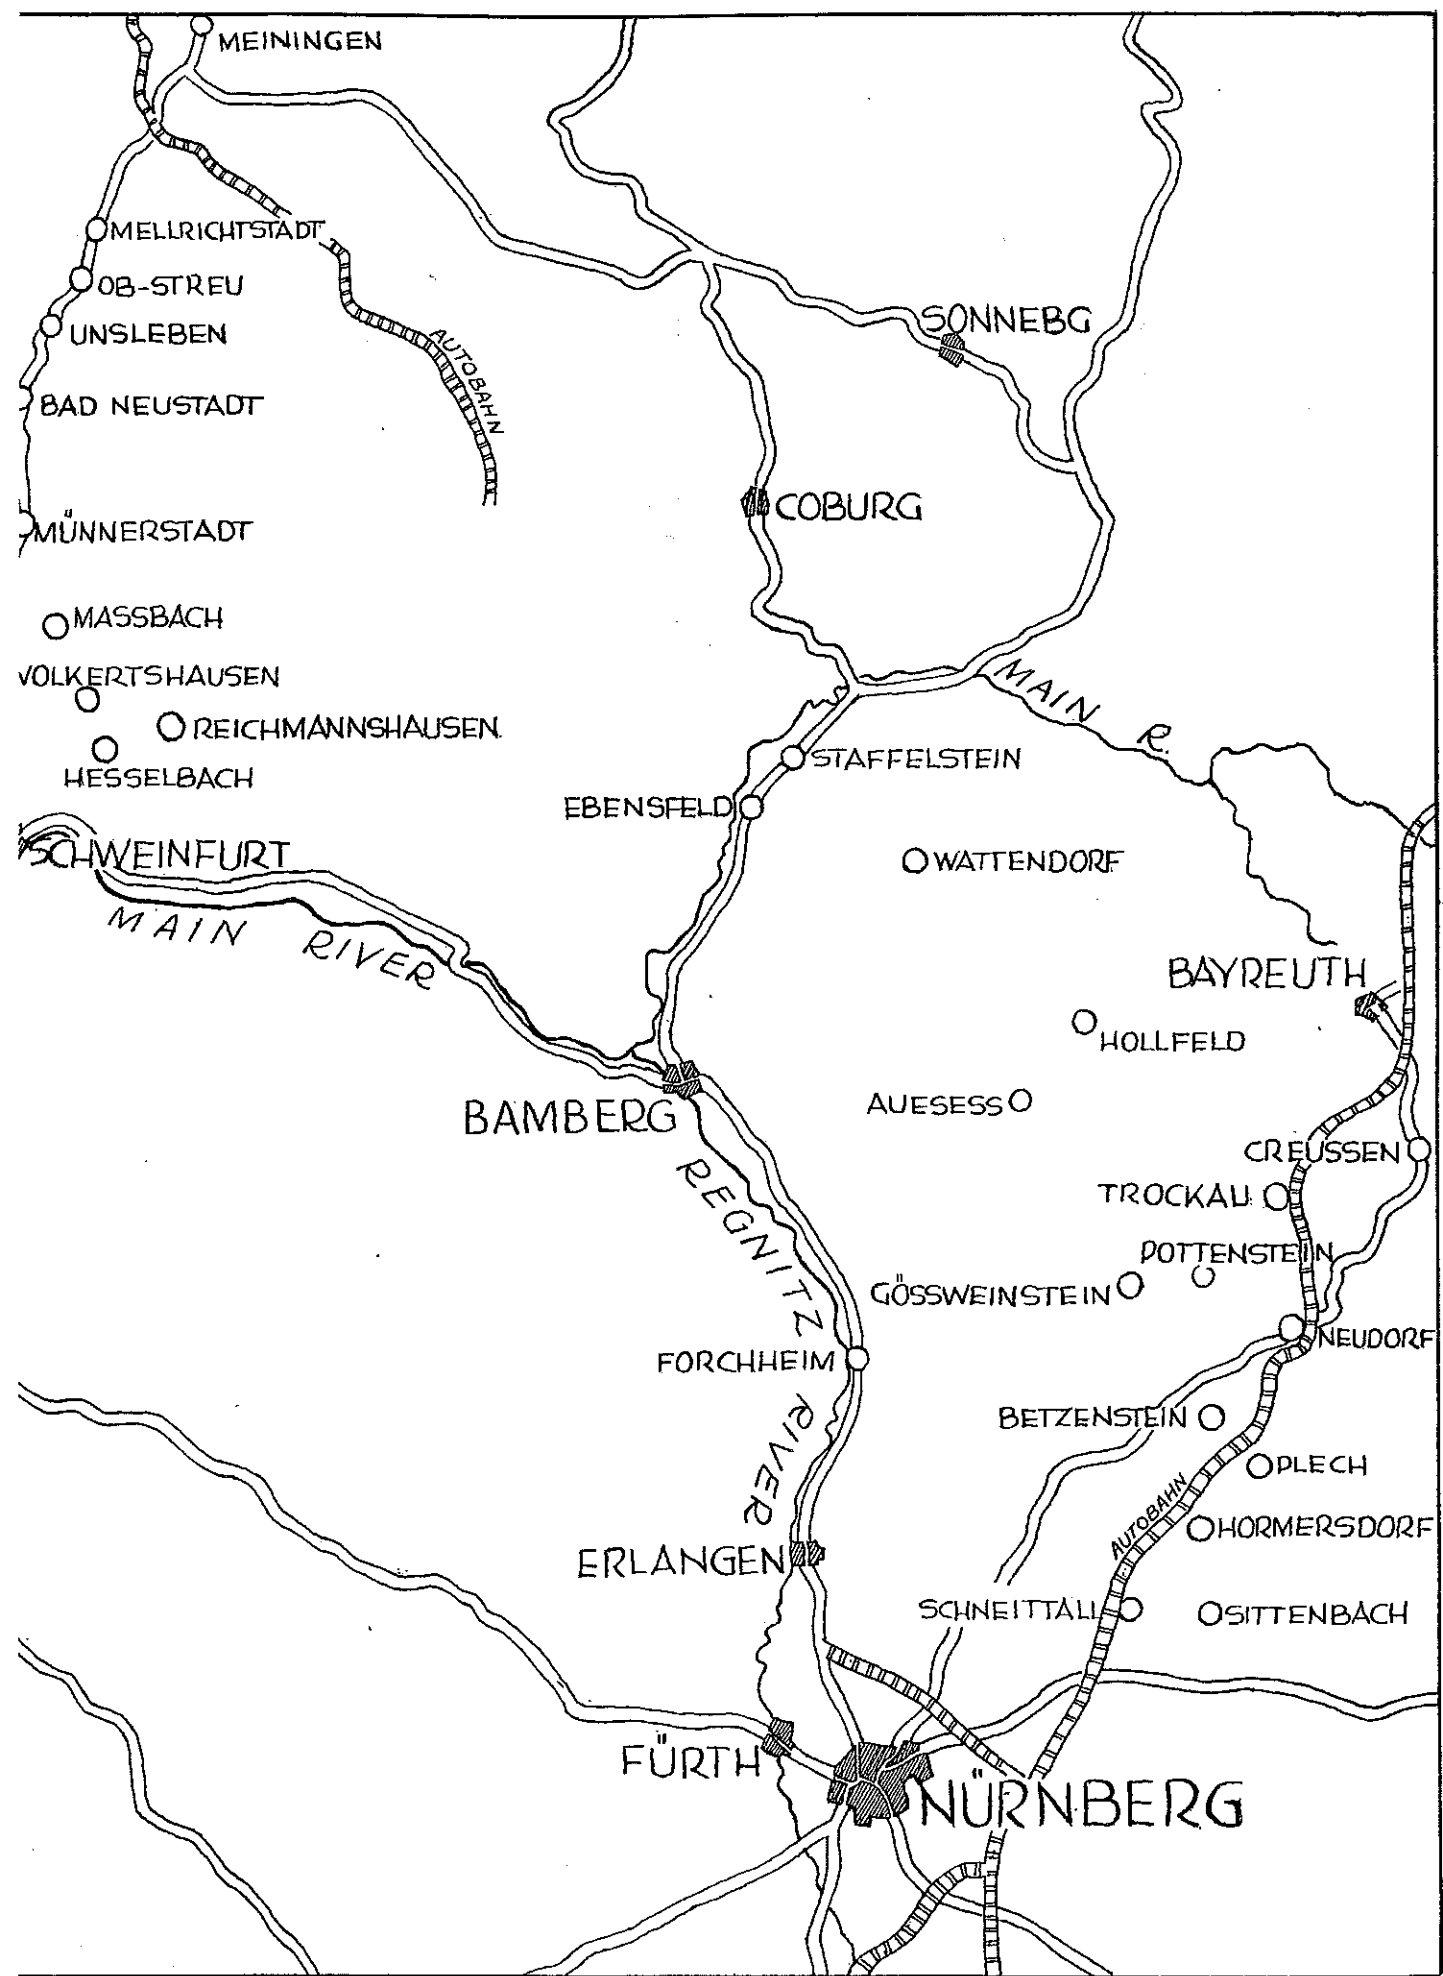 MEININGEN
MELLRICHTSTADT
OB-STREU
UNSLEBEN
SONNEBG
AUTOBAHN
BAD NEUSTADT
COBURG
MÜNNERSTADT
MASSBACH
VOLKERTSHAUSEN
MAIN R.
REICHMANNSHAUSEN
STAFFELSTEIN
HESSELBACH
EBENSFELD
SCHWEINFURT
WATTENDORF
MAIN RIVER
BAYREUTH
HOLLFELD
AUESESS
BAMBERG
CREUSSEN
REGNITZ RIVER
TROCKAU
POTTENSTEIN
GÖSSWEINSTEIN
NEUDORF
FORCHHEIM
BETZENSTEIN
PLECH
AUTOBAHN
HORMERSDORF
ERLANGEN
SCHNEITTALL
SITTENBACH
FÜRTH
NÜRNBERG